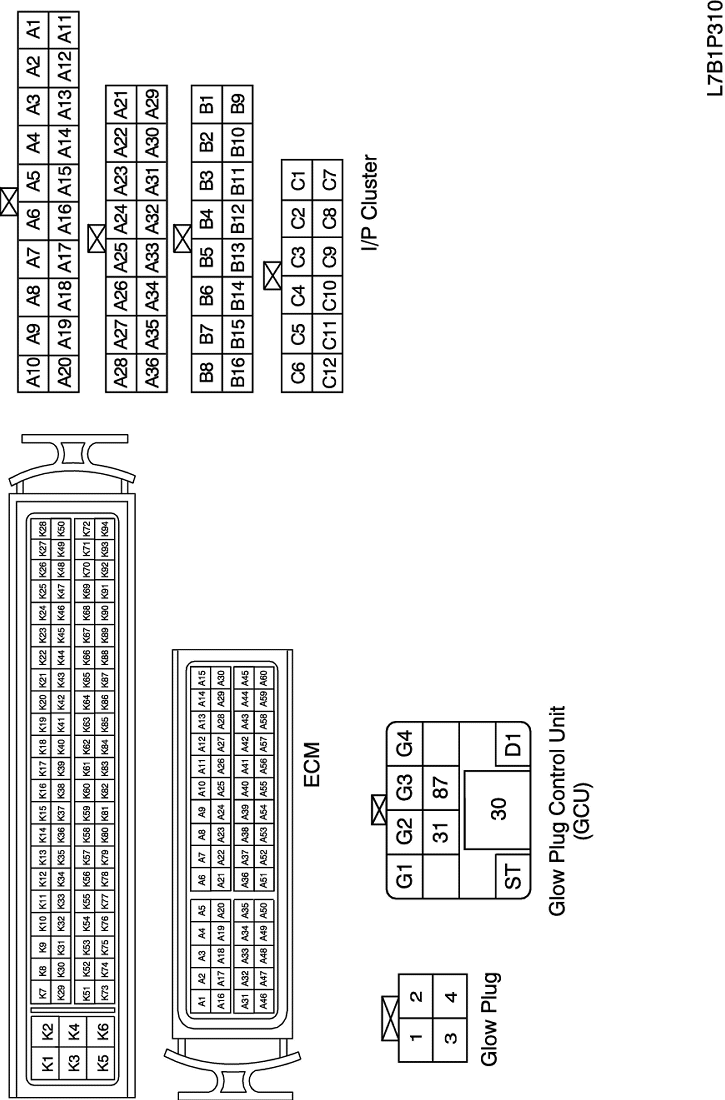 K1 K2 K7 K8 K9 K10 K11 K12 K13 K14 K15 K16 K17 K18 K19 K20 K21 K22 K23 K24 K25 K26 K27 K28
K3 K4 K29 K30 K31 K32 K33 K34 K35 K36 K37 K38 K39 K40 K41 K42 K43 K44 K45 K46 K47 K48 K49 K50
K5 K6 K51 K52 K53 K54 K55 K56 K57 K58 K59 K60 K61 K62 K63 K64 K65 K66 K67 K68 K69 K70 K71 K72
K73 K74 K75 K76 K77 K78 K79 K80 K81 K82 K83 K84 K85 K86 K87 K88 K89 K90 K91 K92 K93 K94
A10 A9 A8 A7 A6 A5 A4 A3 A2 A1
A20 A19 A18 A17 A16 A15 A14 A13 A12 A11
A28 A27 A26 A25 A24 A23 A22 A21
A36 A35 A34 A33 A32 A31 A30 A29
B8 B7 B6 B5 B4 B3 B2 B1
B16 B15 B14 B13 B12 B11 B10 B9
C6 C5 C4 C3 C2 C1
C12 C11 C10 C9 C8 C7
I/P Cluster
A1 A2 A3 A4 A5 A6 A7 A8 A9 A10 A11 A12 A13 A14 A15
A16 A17 A18 A19 A20 A21 A22 A23 A24 A25 A26 A27 A28 A29 A30
A31 A32 A33 A34 A35 A36 A37 A38 A39 A40 A41 A42 A43 A44 A45
A46 A47 A48 A49 A50 A51 A52 A53 A54 A55 A56 A57 A58 A59 A60
ECM
1 2
3 4
Glow Plug
G1 G2 G3 G4
31 87
ST 30 D1
Glow Plug Control Unit
(GCU)
L7B1P310